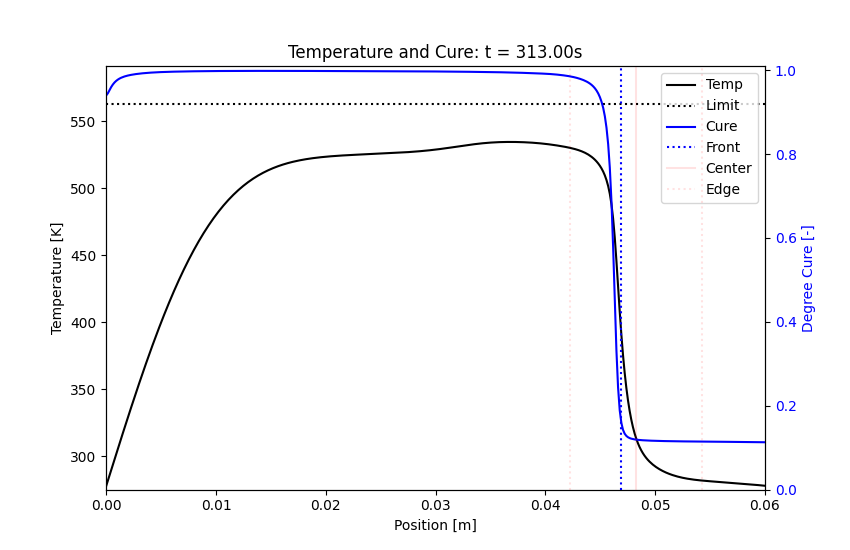 Temperature and Cure: t = 313.00s
Temperature [K]
550
500
450
400
350
300
Temp
Limit
Cure
Front
Center
Edge
1.0
0.8
0.6
0.4
0.2
0.0
Degree Cure [-]
0.00
0.01
0.02
0.03
0.04
0.05
0.06
Position [m]